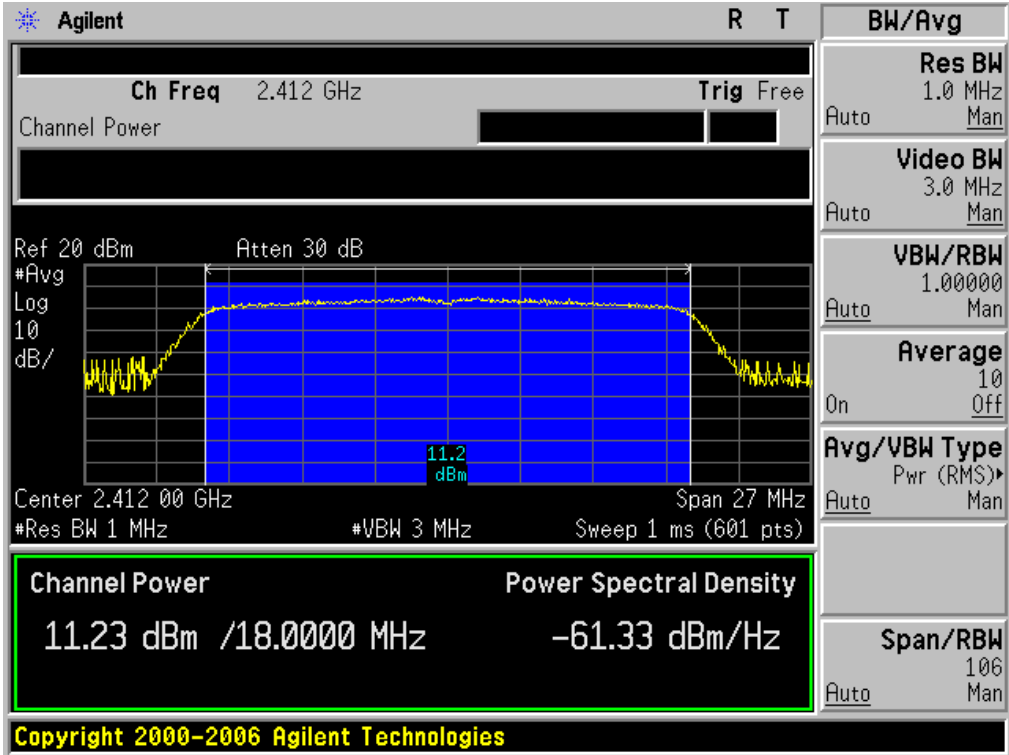 Agilent
R T
BW/Avg
Ch Freq 2.412 GHz
Trig Free
Channel Power
Ref 20 dBm
Atten 30 dB
#Avg
Log
10
dB/
11.2
dBm
Center 2.412 00 GHz
Span 27 MHz
#Res BW 1 MHz
#VBW 3 MHz
Sweep 1 ms (601 pts)
Channel Power
Power Spectral Density
11.23 dBm /18.0000 MHz
-61.33 dBm/Hz
Copyright 2000-2006 Agilent Technologies
Res BW
1.0 MHz
Auto Man
Video BW
3.0 MHz
Auto Man
VBW/RBW
1.00000
Auto Man
Average
10
On Off
Avg/VBW Type
Pwr (RMS)▸
Auto Man
Span/RBW
106
Auto Man